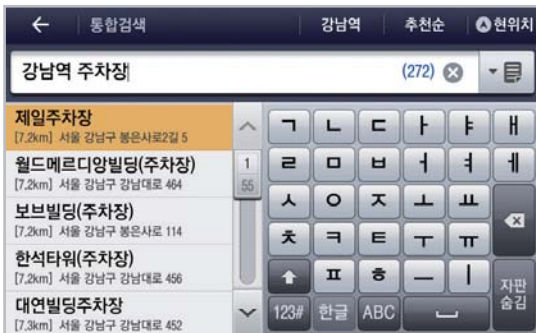 통합검색 강남역 추천순 현위치
강남역 주차장 (272)
제일주차장
[7.2km] 서울 강남구 봉은사로2길 5
월드메르디앙빌딩(주차장)
[7.2km] 서울 강남구 강남대로 464
보브빌딩(주차장)
[7.2km] 서울 강남구 봉은사로 114
한석타워(주차장)
[7.2km] 서울 강남구 강남대로 456
대연빌딩주차장
[7.3km] 서울 강남구 강남대로 452
1
55
ㄱ ㄴ ㄷ ㅏ ㅑ ㅐ
ㄹ ㅁ ㅂ ㅓ ㅕ ㅔ
ㅅ ㅇ ㅈ ㅗ ㅛ
ㅊ ㅋ ㅌ ㅜ ㅠ
ㅍ ㅎ ㅡ ㅣ 자판 숨김
123# 한글 ABC